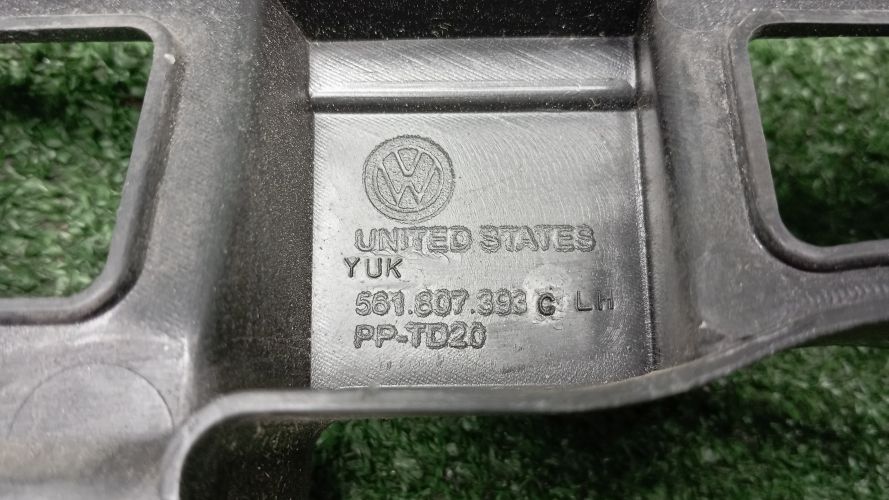 UNITED STATES
YUK
561.807.393 C LH
PP-TD20